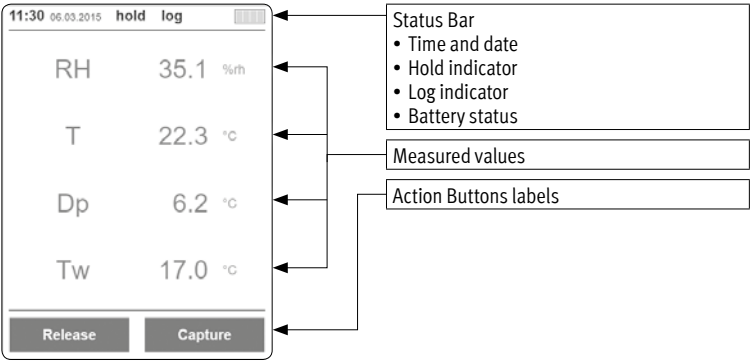 11:30 06.03.2015 hold log
RH 35.1 %rh
T 22.3 °C
Dp 6.2 °C
Tw 17.0 °C
Release Capture
Status Bar
• Time and date
• Hold indicator
• Log indicator
• Battery status
Measured values
Action Buttons labels